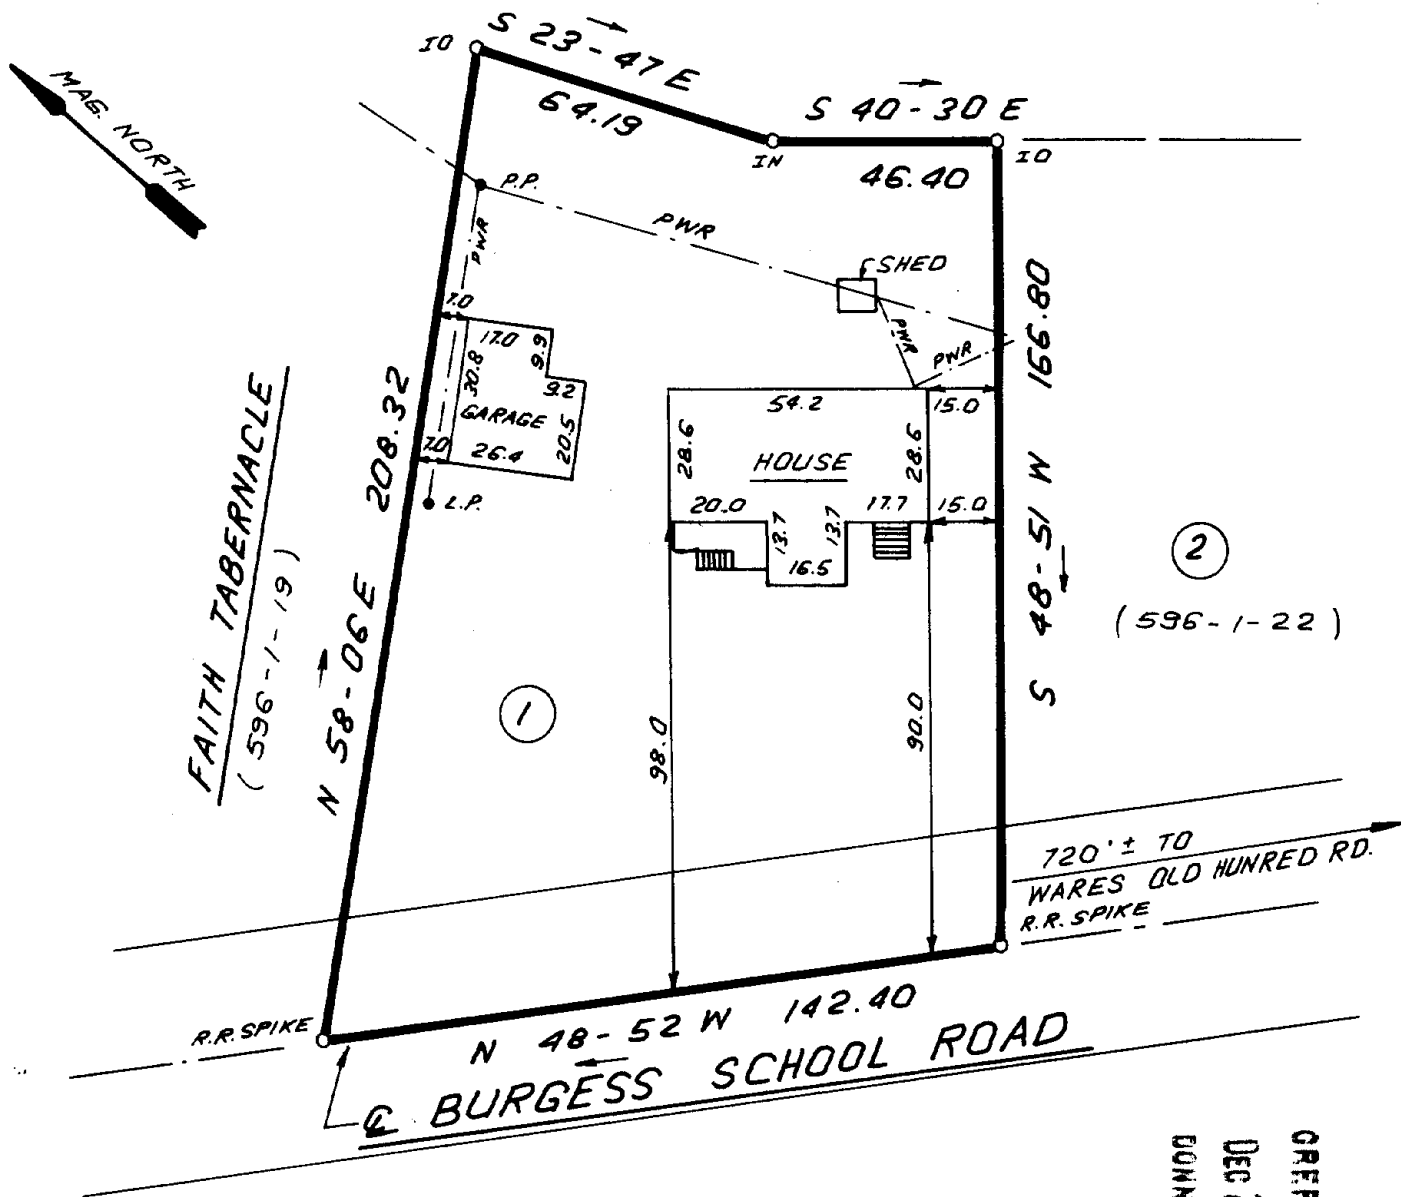 S 23-47 E
IO
MAG. NORTH
64.19
S 40-30 E
IN
IO
46.40
P.P.
PWR
PWR
SHED
PWR
PWR
7.0
17.0
9.9
30.8
9.2
GARAGE
20.5
7.0
26.4
L.P.
54.2
15.0
28.6
HOUSE
28.6
20.0
17.7
15.0
13.7
13.7
16.5
FAITH TABERNACLE
(596-1-19)
N 58-06 E 208.32
S 48-51 W 166.80
2
(596-1-22)
1
98.0
90.0
720'± TO
WARES OLD HUNRED RD.
R.R. SPIKE
R.R. SPIKE
N 48-52 W 142.40
℄ BURGESS SCHOOL ROAD
DEC